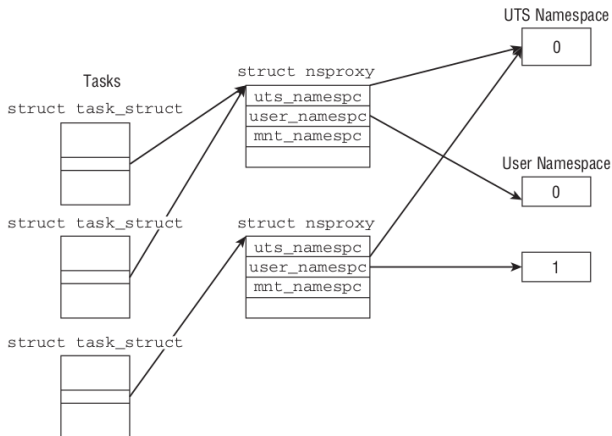 UTS Namespace
0
Tasks
struct nsproxy
uts_namespc
user_namespc
mnt_namespc
struct task_struct
User Namespace
0
struct task_struct
struct nsproxy
uts_namespc
user_namespc
mnt_namespc
1
struct task_struct